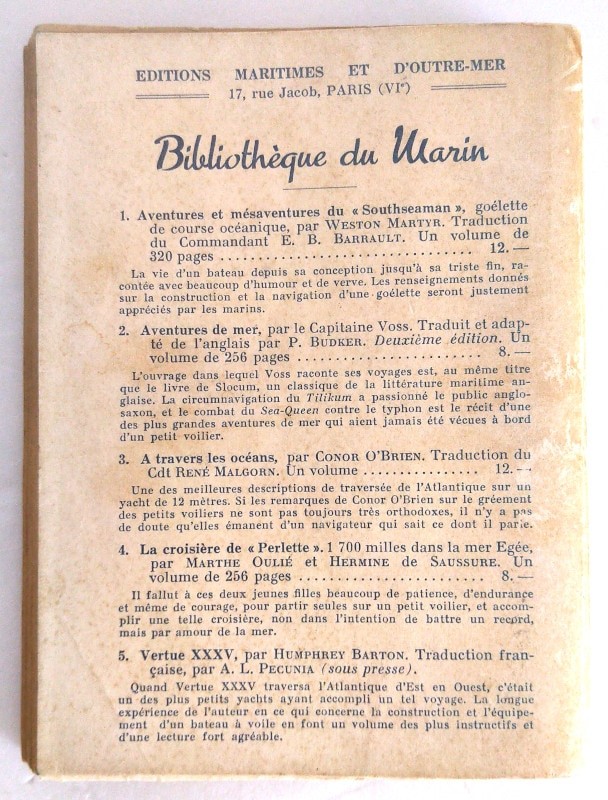 EDITIONS MARITIMES ET D'OUTRE-MER
17, rue Jacob, PARIS (VIe)
Bibliothèque du Marin
1. Aventures et mésaventures du « Southseaman », goélette
de course océanique, par WESTON MARTYR. Traduction
du Commandant E. B. BARRAULT. Un volume de
320 pages .................................. 12.—
La vie d'un bateau depuis sa conception jusqu'à sa triste fin, ra-
contée avec beaucoup d'humour et de verve. Les renseignements donnés
sur la construction et la navigation d'une goélette seront justement
appréciés par les marins.
2. Aventures de mer, par le Capitaine Voss. Traduit et adap-
té de l'anglais par P. BUDKER. Deuxième édition. Un
volume de 256 pages ....................... 8.—
L'ouvrage dans lequel Voss raconte ses voyages est, au même titre
que le livre de Slocum, un classique de la littérature maritime an-
glaise. La circumnavigation du Tilikum a passionné le public anglo-
saxon, et le combat du Sea-Queen contre le typhon est le récit d'une
des plus grandes aventures de mer qui aient jamais été vécues à bord
d'un petit voilier.
3. A travers les océans, par CONOR O'BRIEN. Traduction du
Cdt RENÉ MALGORN. Un volume ................ 12.—
Une des meilleures descriptions de traversée de l'Atlantique sur un
yacht de 12 mètres. Si les remarques de Conor O'Brien sur le gréement
des petits voiliers ne sont pas toujours très orthodoxes, il n'y a pas
de doute qu'elles émanent d'un navigateur qui sait ce dont il parle.
4. La croisière de « Perlette ». 1 700 milles dans la mer Egée,
par MARTHE OULIÉ et HERMINE de SAUSSURE. Un
volume de 256 pages ....................... 8.—
Il fallut à ces deux jeunes filles beaucoup de patience, d'endurance
et même de courage, pour partir seules sur un petit voilier, et accom-
plir une telle croisière, non dans l'intention de battre un record,
mais par amour de la mer.
5. Vertue XXXV, par HUMPHREY BARTON. Traduction fran-
çaise, par A. L. PECUNIA (sous presse).
Quand Vertue XXXV traversa l'Atlantique d'Est en Ouest, c'était
un des plus petits yachts ayant accompli un tel voyage. La longue
expérience de l'auteur en ce qui concerne la construction et l'équipe-
ment d'un bateau à voile en font un volume des plus instructifs et
d'une lecture fort agréable.